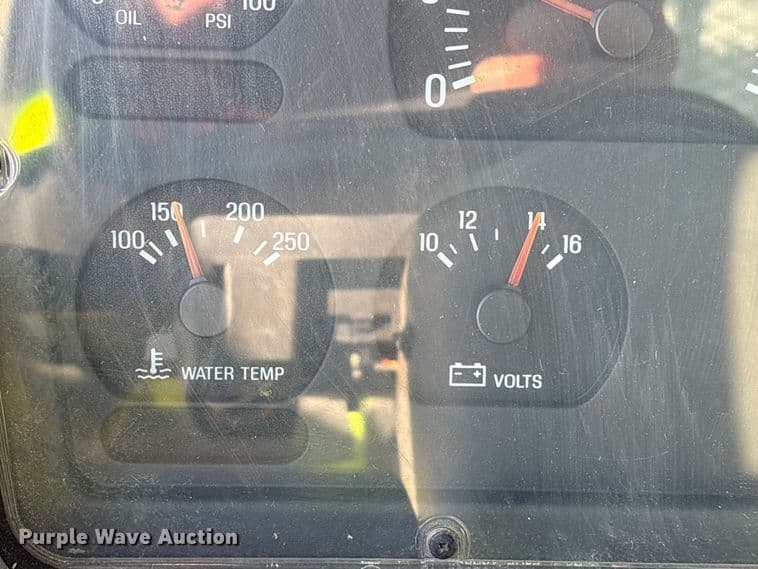 100
OIL
PSI
0
150
200
100
250
12
14
10
16
WATER TEMP
- +
VOLTS
Purple Wave Auction